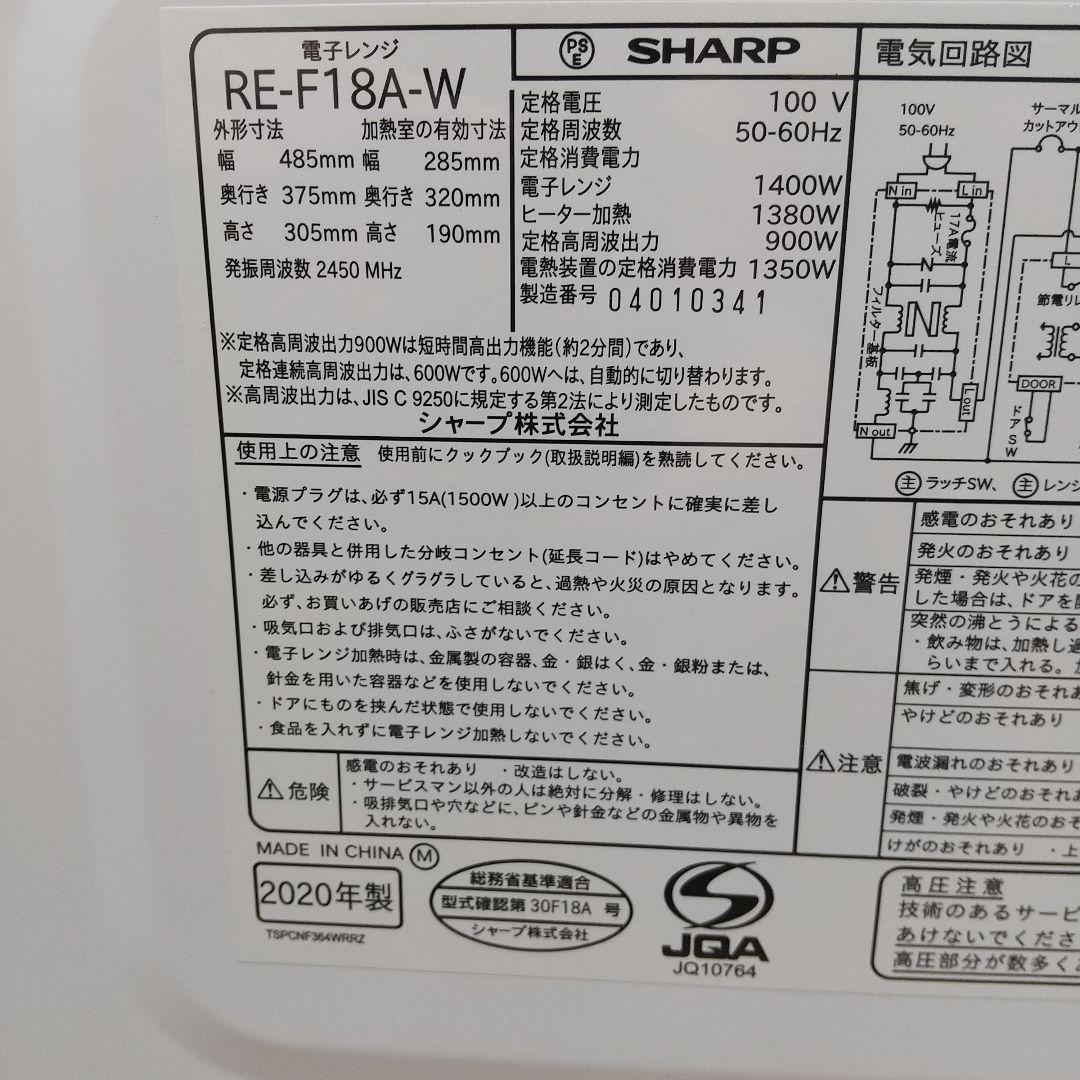 電子レンジ
RE-F18A-W
外形寸法 加熱室の有効寸法
幅 485mm 幅 285mm
奥行き 375mm 奥行き 320mm
高さ 305mm 高さ 190mm
発振周波数 2450 MHz
PS
E
SHARP
定格電圧 100 V
定格周波数 50-60Hz
定格消費電力
電子レンジ 1400W
ヒーター加熱 1380W
定格高周波出力 900W
電熱装置の定格消費電力 1350W
製造番号 04010341
※定格高周波出力900Wは短時間高出力機能(約2分間)であり、
定格連続高周波出力は、600Wです。600Wへは、自動的に切り替わります。
※高周波出力は、JIS C 9250に規定する第2法により測定したものです。
シャープ株式会社
使用上の注意 使用前にクックブック(取扱説明編)を熟読してください。
・電源プラグは、必ず15A(1500W)以上のコンセントに確実に差し
込んでください。
・他の器具と併用した分岐コンセント(延長コード)はやめてください。
・差し込みがゆるくグラグラしていると、過熱や火災の原因となります。
必ず、お買いあげの販売店にご相談ください。
・吸気口および排気口は、ふさがないでください。
・電子レンジ加熱時は、金属製の容器、金・銀はく、金・銀粉または、
針金を用いた容器などを使用しないでください。
・ドアにものを挟んだ状態で使用しないでください。
・食品を入れずに電子レンジ加熱しないでください。
危険
感電のおそれあり ・改造はしない。
・サービスマン以外の人は絶対に分解・修理はしない。
・吸排気口や穴などに、ピンや針金などの金属物や異物を
入れない。
MADE IN CHINA M
2020年製
TSPCNF364WRRZ
総務省基準適合
型式確認第 30F18A 号
シャープ株式会社
JQA
JQ10764
電気回路図
100V
50-60Hz
サーマル
カットアウ
N in
L in
17A電流
ヒューズ
フィルター基板
N
L
節電リレ
DOOR
ドアSW
L out
N out
主 ラッチSW、 主 レンジ
警告
感電のおそれあり
発火のおそれあり
発煙・発火や火花の
した場合は、ドアを
突然の沸とうによる
・飲み物は、加熱し過
らいまで入れる。
注意
焦げ・変形のおそれあ
やけどのおそれあり
電波漏れのおそれあり
破裂・やけどのおそれあ
発煙・発火や火花のおそ
けがのおそれあり ・上
高圧注意
技術のあるサービ
あけないでくださ
高圧部分が数多く